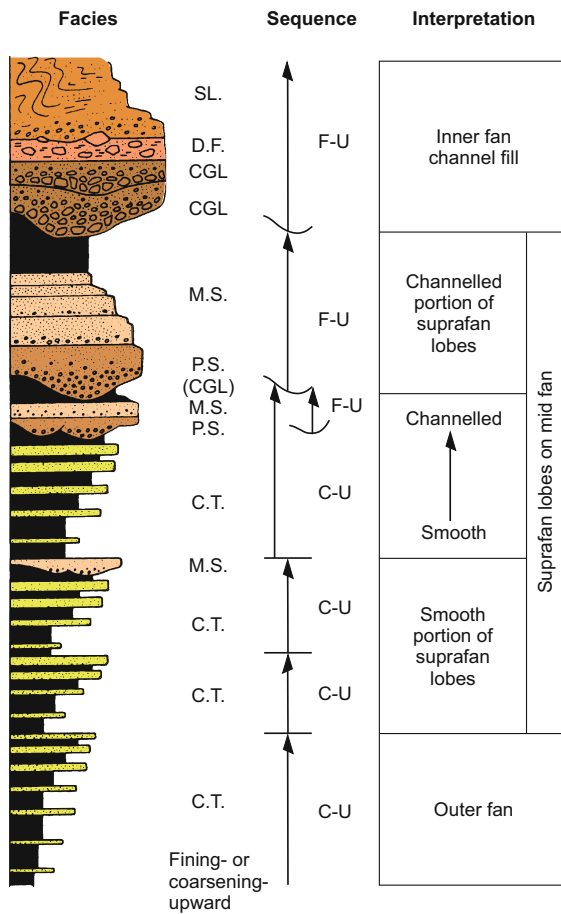 Facies
Sequence
Interpretation
SL.
D.F.
CGL
CGL
F-U
Inner fan
channel fill
M.S.
F-U
Channelled
portion of
suprafan
lobes
P.S.
(CGL)
M.S.
P.S.
F-U
Channelled
C.T.
C-U
Smooth
M.S.
C.T.
C-U
Smooth
portion of
suprafan
lobes
C.T.
C-U
Suprafan lobes on mid fan
C.T.
C-U
Outer fan
Fining- or
coarsening-
upward